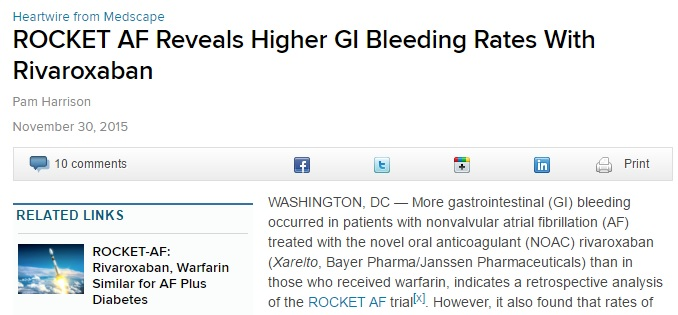 Heartwire from Medscape
ROCKET AF Reveals Higher GI Bleeding Rates With
Rivaroxaban
Pam Harrison
November 30, 2015
10 comments
Print
RELATED LINKS
ROCKET-AF:
Rivaroxaban, Warfarin
Similar for AF Plus
Diabetes
WASHINGTON, DC — More gastrointestinal (GI) bleeding
occurred in patients with nonvalvular atrial fibrillation (AF)
treated with the novel oral anticoagulant (NOAC) rivaroxaban
(Xarelto, Bayer Pharma/Janssen Pharmaceuticals) than in
those who received warfarin, indicates a retrospective analysis
of the ROCKET AF trial[x]. However, it also found that rates of